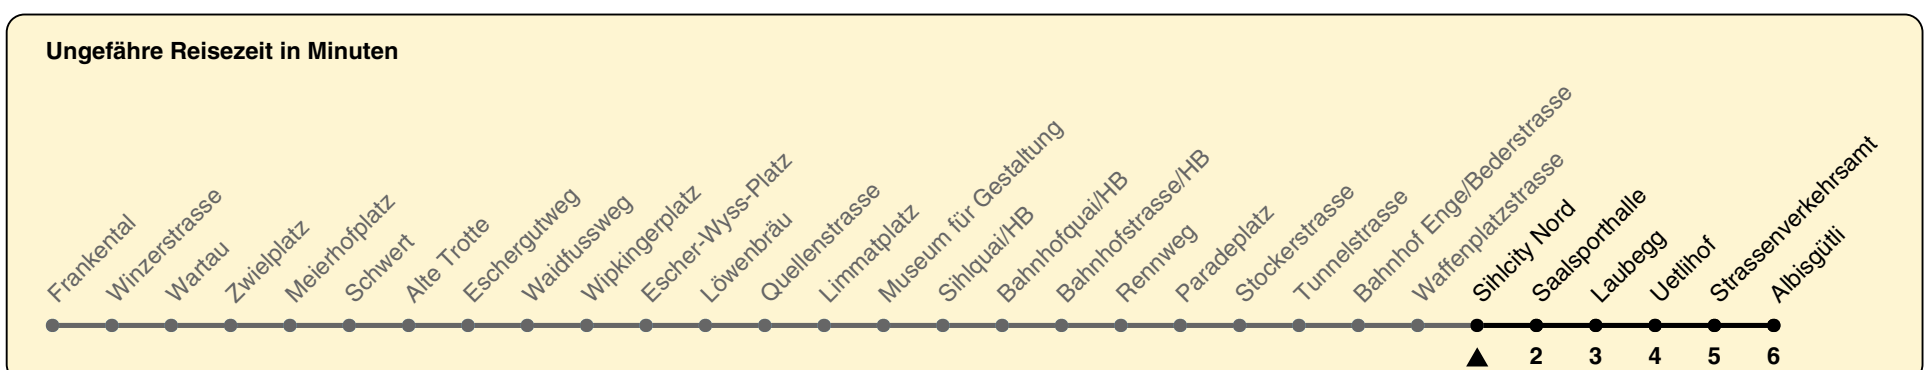 Ungefähre Reisezeit in Minuten
Frankental
Winzerstrasse
Wartau
Zwielplatz
Meierhofplatz
Schwert
Alte Trotte
Eschergutweg
Waidfussweg
Wipkingerplatz
Escher-Wyss-Platz
Löwenbräu
Quellenstrasse
Limmatplatz
Museum für Gestaltung
Sihlquai/HB
Bahnhofquai/HB
Bahnhofstrasse/HB
Rennweg
Paradeplatz
Stockerstrasse
Tunnelstrasse
Bahnhof Enge/Bederstrasse
Waffenplatzstrasse
Sihlcity Nord
Saalsporthalle
Laubegg
Uetlihof
Strassenverkehrsamt
Albisgütli
2 3 4 5 6